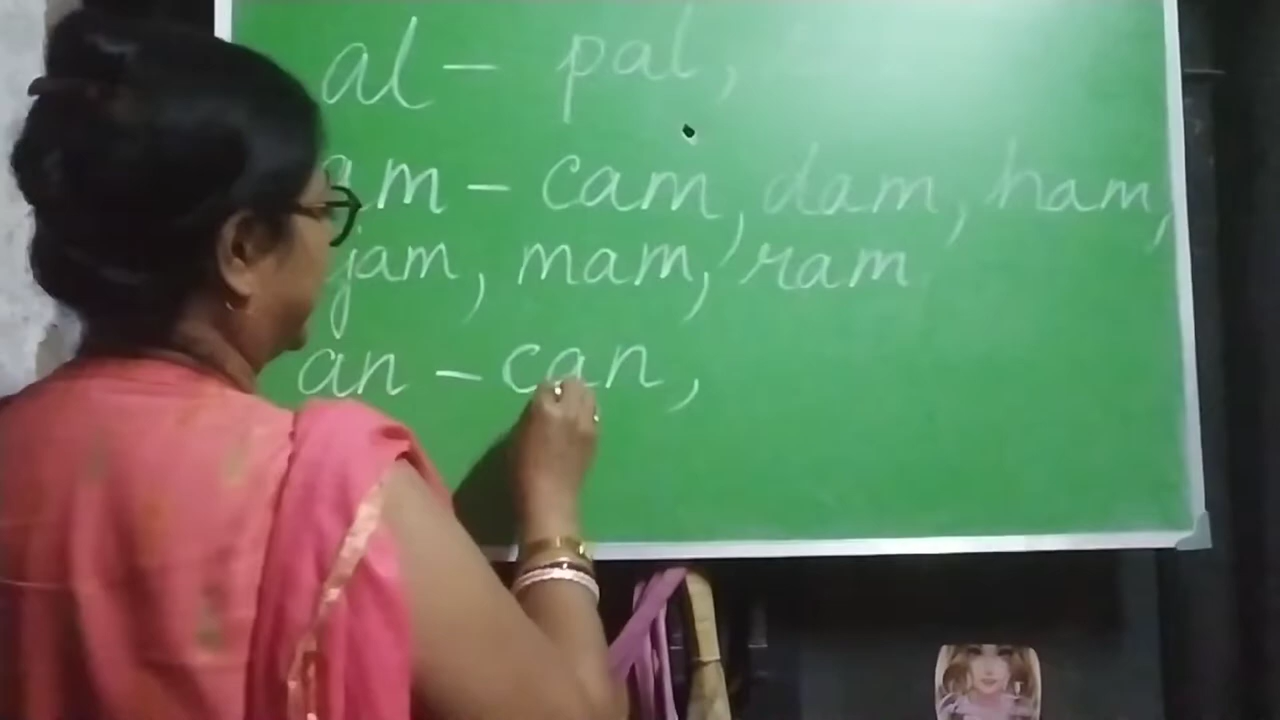 al - pal,
am - cam, dam, ham,
jam, mam, ram
an - can,